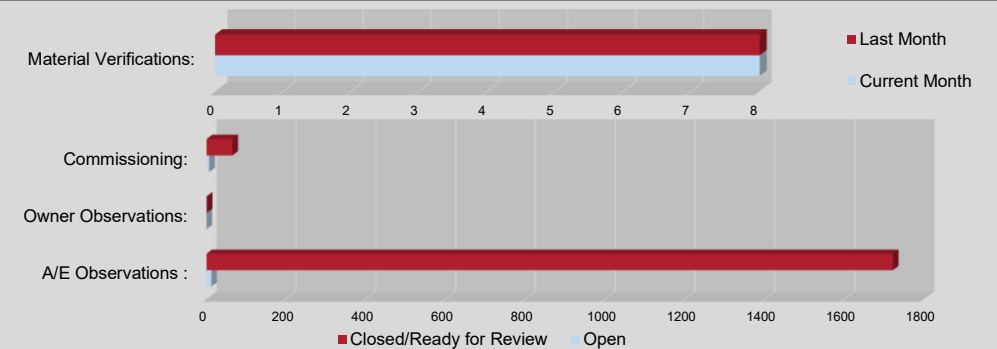 Last Month
Material Verifications:
Current Month
0 1 2 3 4 5 6 7 8
Commissioning:
Owner Observations:
A/E Observations :
0 200 400 600 800 1000 1200 1400 1600 1800
Closed/Ready for Review Open